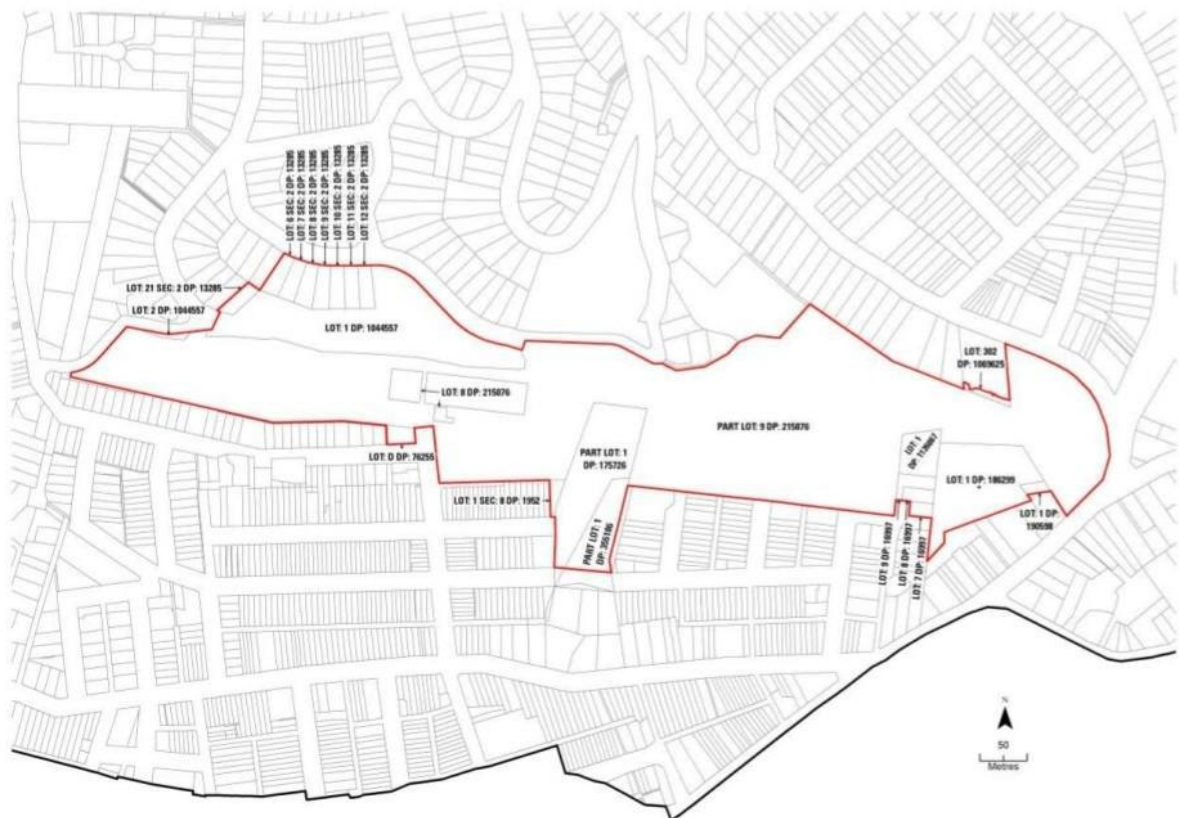 LOT: 6 SEC: 2 DP: 13285
LOT: 7 SEC: 2 DP: 13285
LOT: 8 SEC: 2 DP: 13285
LOT: 9 SEC: 2 DP: 13285
LOT: 10 SEC: 2 DP: 13285
LOT: 11 SEC: 2 DP: 13285
LOT: 12 SEC: 2 DP: 13285
LOT: 21 SEC: 2 DP: 13285
LOT: 2 DP: 1044557
LOT: 1 DP: 1044557
LOT: 302
DP: 1069625
LOT: 8 DP: 215076
PART LOT: 9 DP: 215076
LOT: D DP: 76255
PART LOT: 1
DP: 175726
LOT: 1
LOT: 1 DP: 186299
LOT: 1 SEC: 8 DP: 1952
LOT: 1 DP:
190598
PART LOT: 1
DP: 355106
LOT: 9 DP: 16997
LOT: 8 DP: 16997
LOT: 7 DP: 16997
N
50
Metres